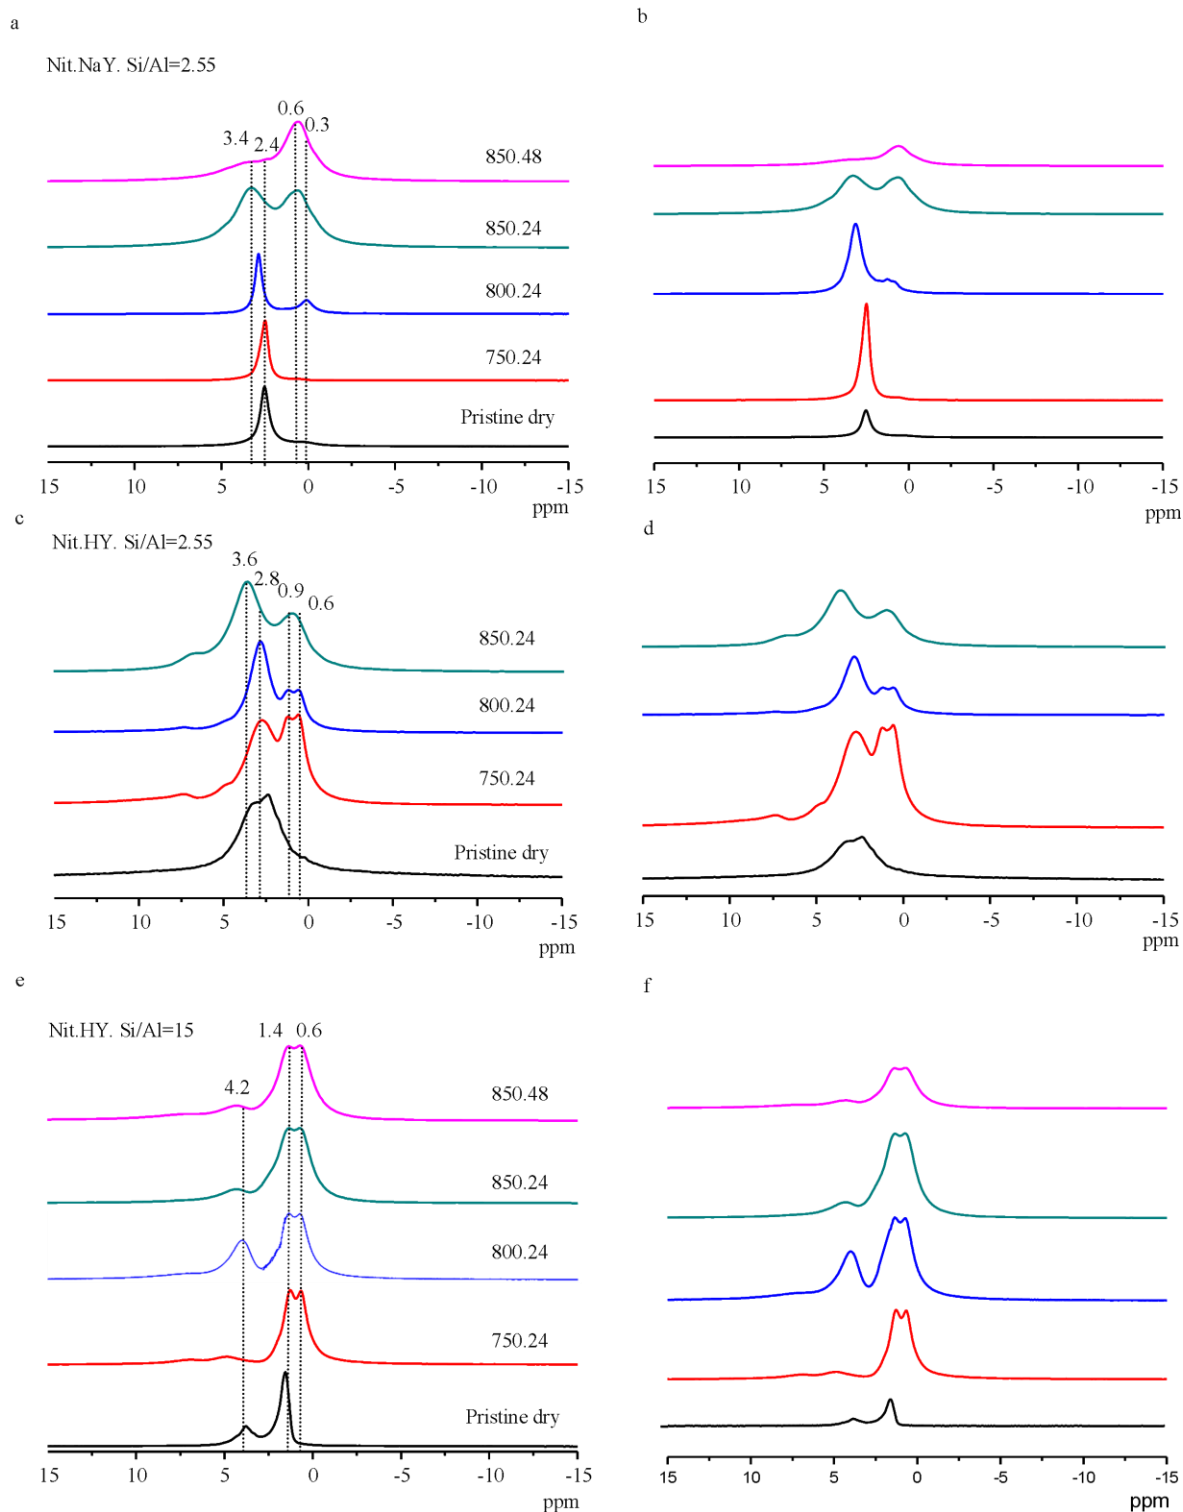 a
b
Nit.NaY. Si/Al=2.55
0.6
0.3
3.4
2.4
850.48
850.24
800.24
750.24
Pristine dry
15 10 5 0 -5 -10 -15
ppm
15 10 5 0 -5 -10 -15
ppm
c
d
Nit.HY. Si/Al=2.55
3.6
2.8
0.9
0.6
850.24
800.24
750.24
Pristine dry
15 10 5 0 -5 -10 -15
ppm
15 10 5 0 -5 -10 -15
ppm
e
f
Nit.HY. Si/Al=15
1.4
0.6
4.2
850.48
850.24
800.24
750.24
Pristine dry
15 10 5 0 -5 -10 -15
ppm
15 10 5 0 -5 -10 -15
ppm